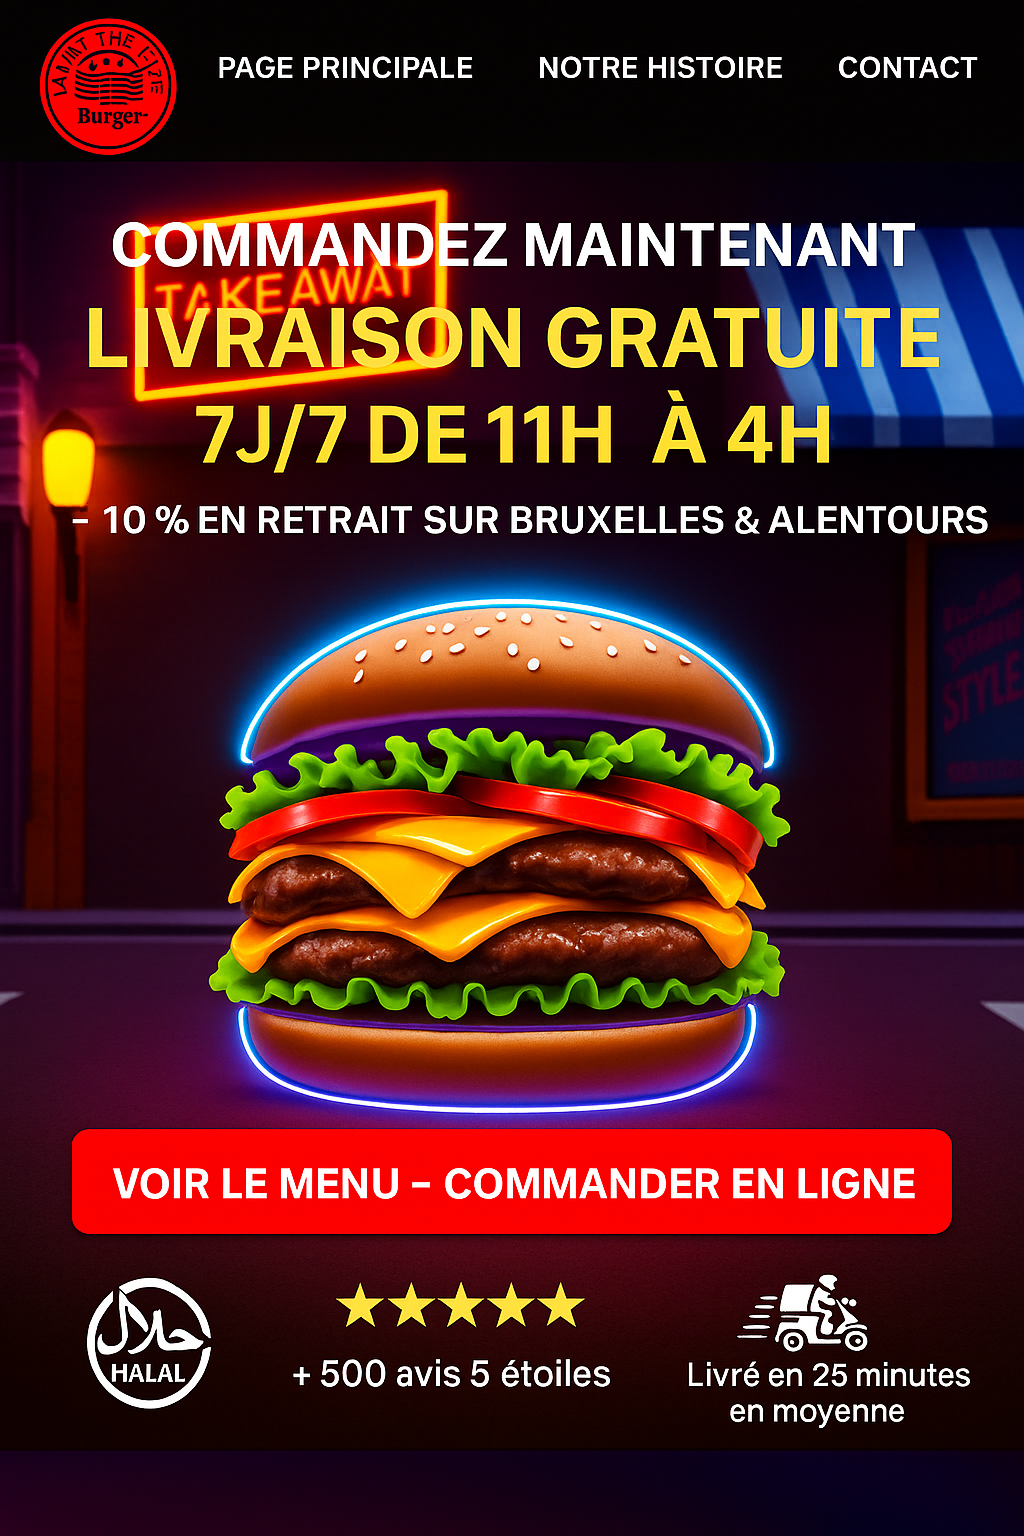 Burger
PAGE PRINCIPALE
NOTRE HISTOIRE
CONTACT
TAKEAWAY
COMMANDEZ MAINTENANT
LIVRAISON GRATUITE
7J/7 DE 11H À 4H
- 10 % EN RETRAIT SUR BRUXELLES & ALENTOURS
STYLE
VOIR LE MENU – COMMANDER EN LIGNE
حلال
HALAL
+ 500 avis 5 étoiles
Livré en 25 minutes
en moyenne